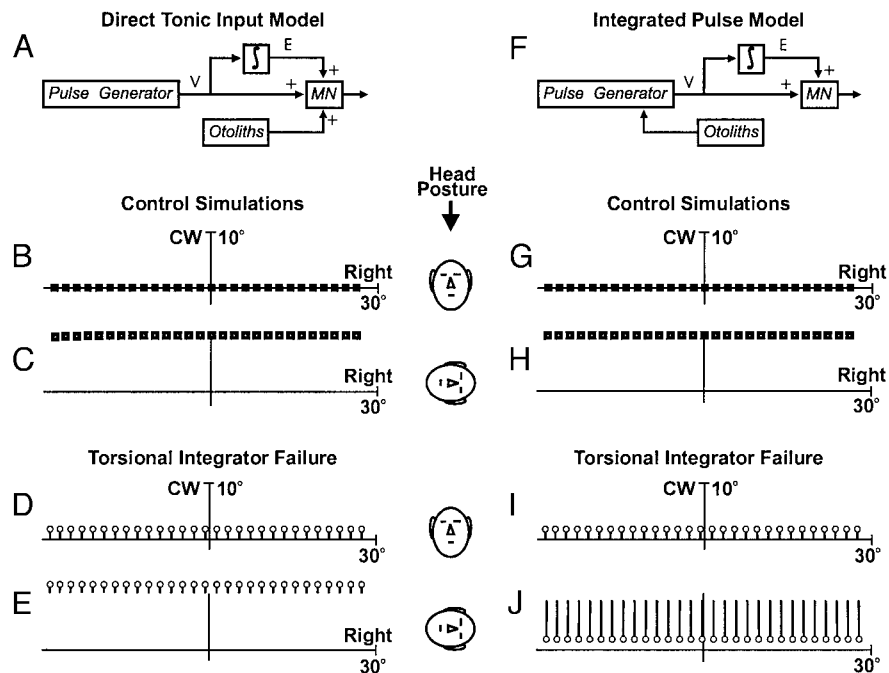 Direct Tonic Input Model
A
E
∫
+
V
+
Pulse Generator
MN
+
Otoliths
Integrated Pulse Model
F
E
∫
+
V
+
Pulse Generator
MN
Otoliths
Head
Posture
Control Simulations
B
CW
10°
Right
30°
C
Right
30°
Control Simulations
G
Right
30°
H
Right
30°
Torsional Integrator Failure
D
CW
10°
30°
E
Right
30°
Torsional Integrator Failure
I
CW
10°
30°
J
30°